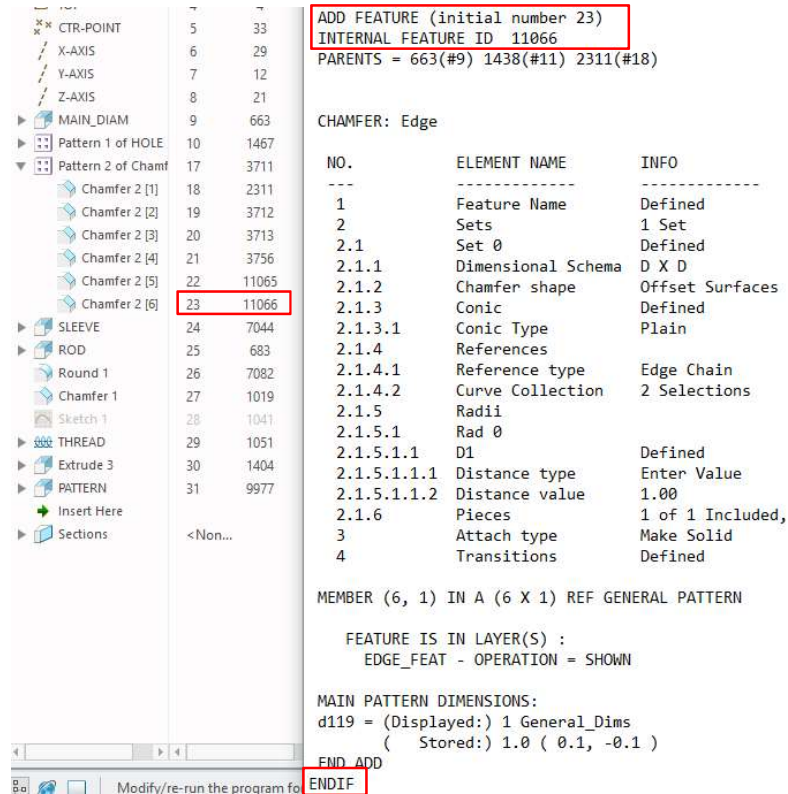 CTR-POINT 5 33
X-AXIS 6 29
Y-AXIS 7 12
Z-AXIS 8 21
MAIN_DIAM 9 663
Pattern 1 of HOLE 10 1467
Pattern 2 of Chamf 17 3711
Chamfer 2 [1] 18 2311
Chamfer 2 [2] 19 3712
Chamfer 2 [3] 20 3713
Chamfer 2 [4] 21 3756
Chamfer 2 [5] 22 11065
Chamfer 2 [6] 23 11066
SLEEVE 24 7044
ROD 25 683
Round 1 26 7082
Chamfer 1 27 1019
Sketch 1 28 1041
THREAD 29 1051
Extrude 3 30 1404
PATTERN 31 9977
Insert Here
Sections <Non...
Modify/re-run the program fo
ADD FEATURE (initial number 23)
INTERNAL FEATURE ID 11066
PARENTS = 663(#9) 1438(#11) 2311(#18)
CHAMFER: Edge
NO. ELEMENT NAME INFO
--- ------------- -------------
1 Feature Name Defined
2 Sets 1 Set
2.1 Set 0 Defined
2.1.1 Dimensional Schema D X D
2.1.2 Chamfer shape Offset Surfaces
2.1.3 Conic Defined
2.1.3.1 Conic Type Plain
2.1.4 References
2.1.4.1 Reference type Edge Chain
2.1.4.2 Curve Collection 2 Selections
2.1.5 Radii
2.1.5.1 Rad 0
2.1.5.1.1 D1 Defined
2.1.5.1.1.1 Distance type Enter Value
2.1.5.1.1.2 Distance value 1.00
2.1.6 Pieces 1 of 1 Included,
3 Attach type Make Solid
4 Transitions Defined
MEMBER (6, 1) IN A (6 X 1) REF GENERAL PATTERN
FEATURE IS IN LAYER(S) :
EDGE_FEAT - OPERATION = SHOWN
MAIN PATTERN DIMENSIONS:
d119 = (Displayed:) 1 General_Dims
( Stored:) 1.0 ( 0.1, -0.1 )
END ADD
ENDIF